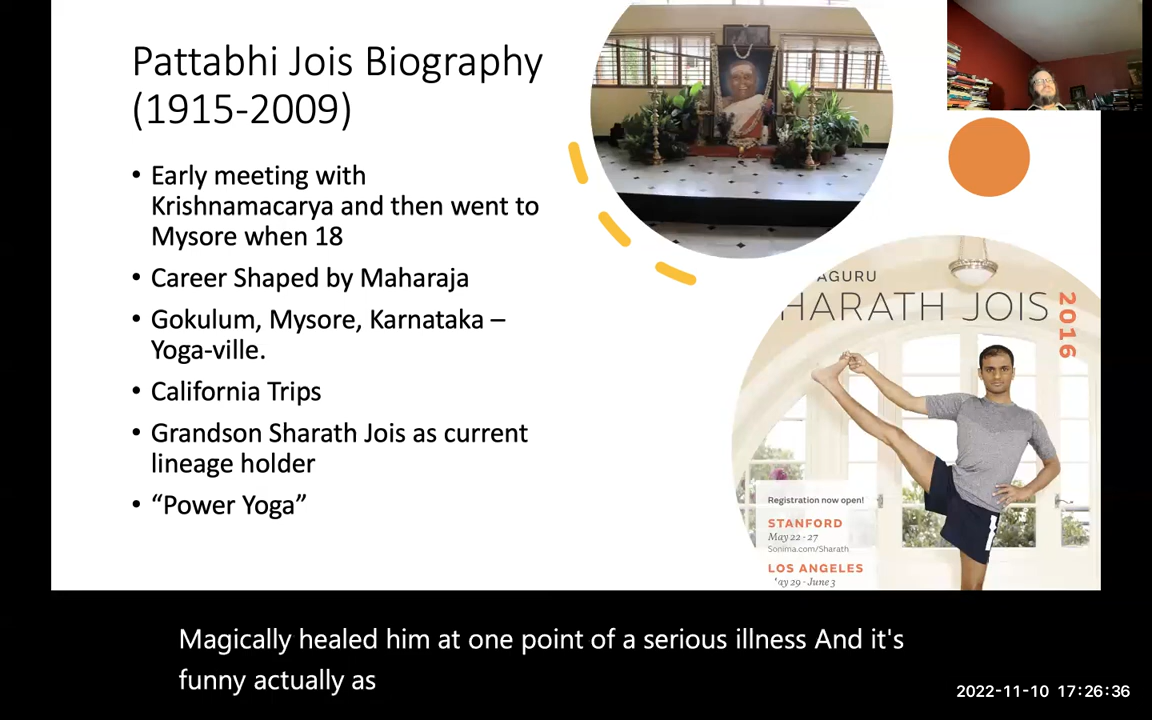 Pattabhi Jois Biography
(1915-2009)
• Early meeting with
Krishnamacarya and then went to
Mysore when 18
• Career Shaped by Maharaja
• Gokulum, Mysore, Karnataka –
Yoga-ville.
• California Trips
• Grandson Sharath Jois as current
lineage holder
• “Power Yoga”
AGURU
HARATH JOIS
2016
Registration now open!
STANFORD
May 22 - 27
Sonima.com/Sharath
LOS ANGELES
ay 29 - June 3
Magically healed him at one point of a serious illness And it's
funny actually as
2022-11-10 17:26:36